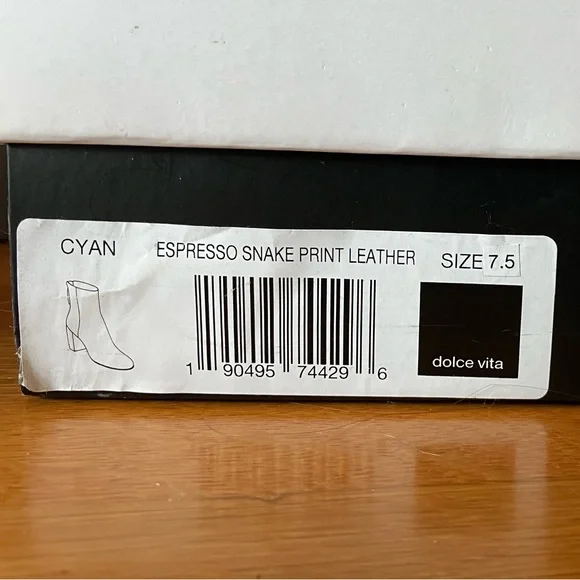 CYAN ESPRESSO SNAKE PRINT LEATHER SIZE 7.5
dolce vita
1 90495 74429 6